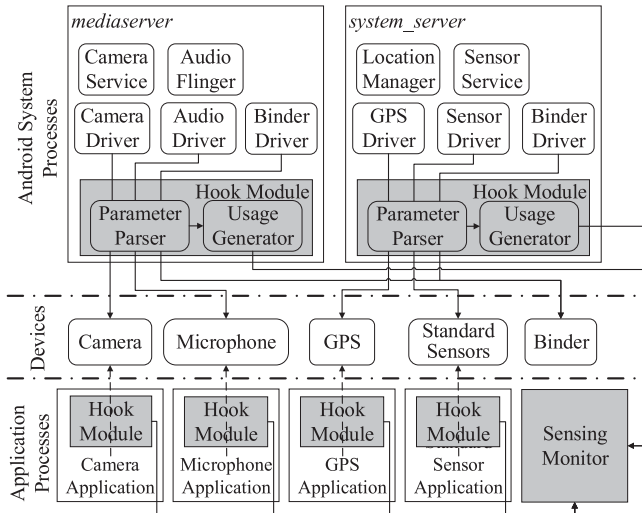 mediaserver
system_server
Android System
Processes
Camera
Service
Audio
Flinger
Location
Manager
Sensor
Service
Camera
Driver
Audio
Driver
Binder
Driver
GPS
Driver
Sensor
Driver
Binder
Driver
Hook Module
Parameter
Parser
Usage
Generator
Hook Module
Parameter
Parser
Usage
Generator
Devices
Camera
Microphone
GPS
Standard
Sensors
Binder
Application
Processes
Hook
Module
Camera
Application
Hook
Module
Microphone
Application
Hook
Module
GPS
Application
Hook
Module
Sensor
Application
Sensing
Monitor